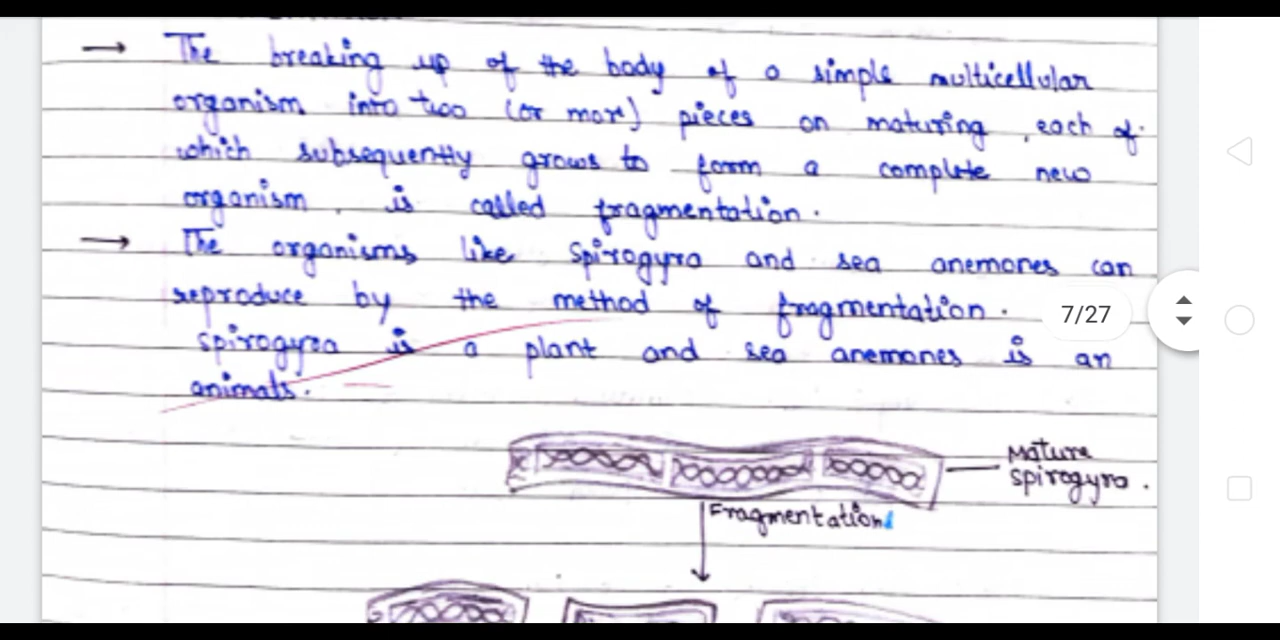 → The breaking up of the body of a simple multicellular
organism into two (or more) pieces on maturing, each of
which subsequently grows to form a complete new
organism, is called fragmentation.
→ The organisms like spirogyra and sea anemones can
reproduce by the method of fragmentation.
7/27
spirogyra is a plant and sea anemones is an
animals.
Mature
spirogyra.
Fragmentation